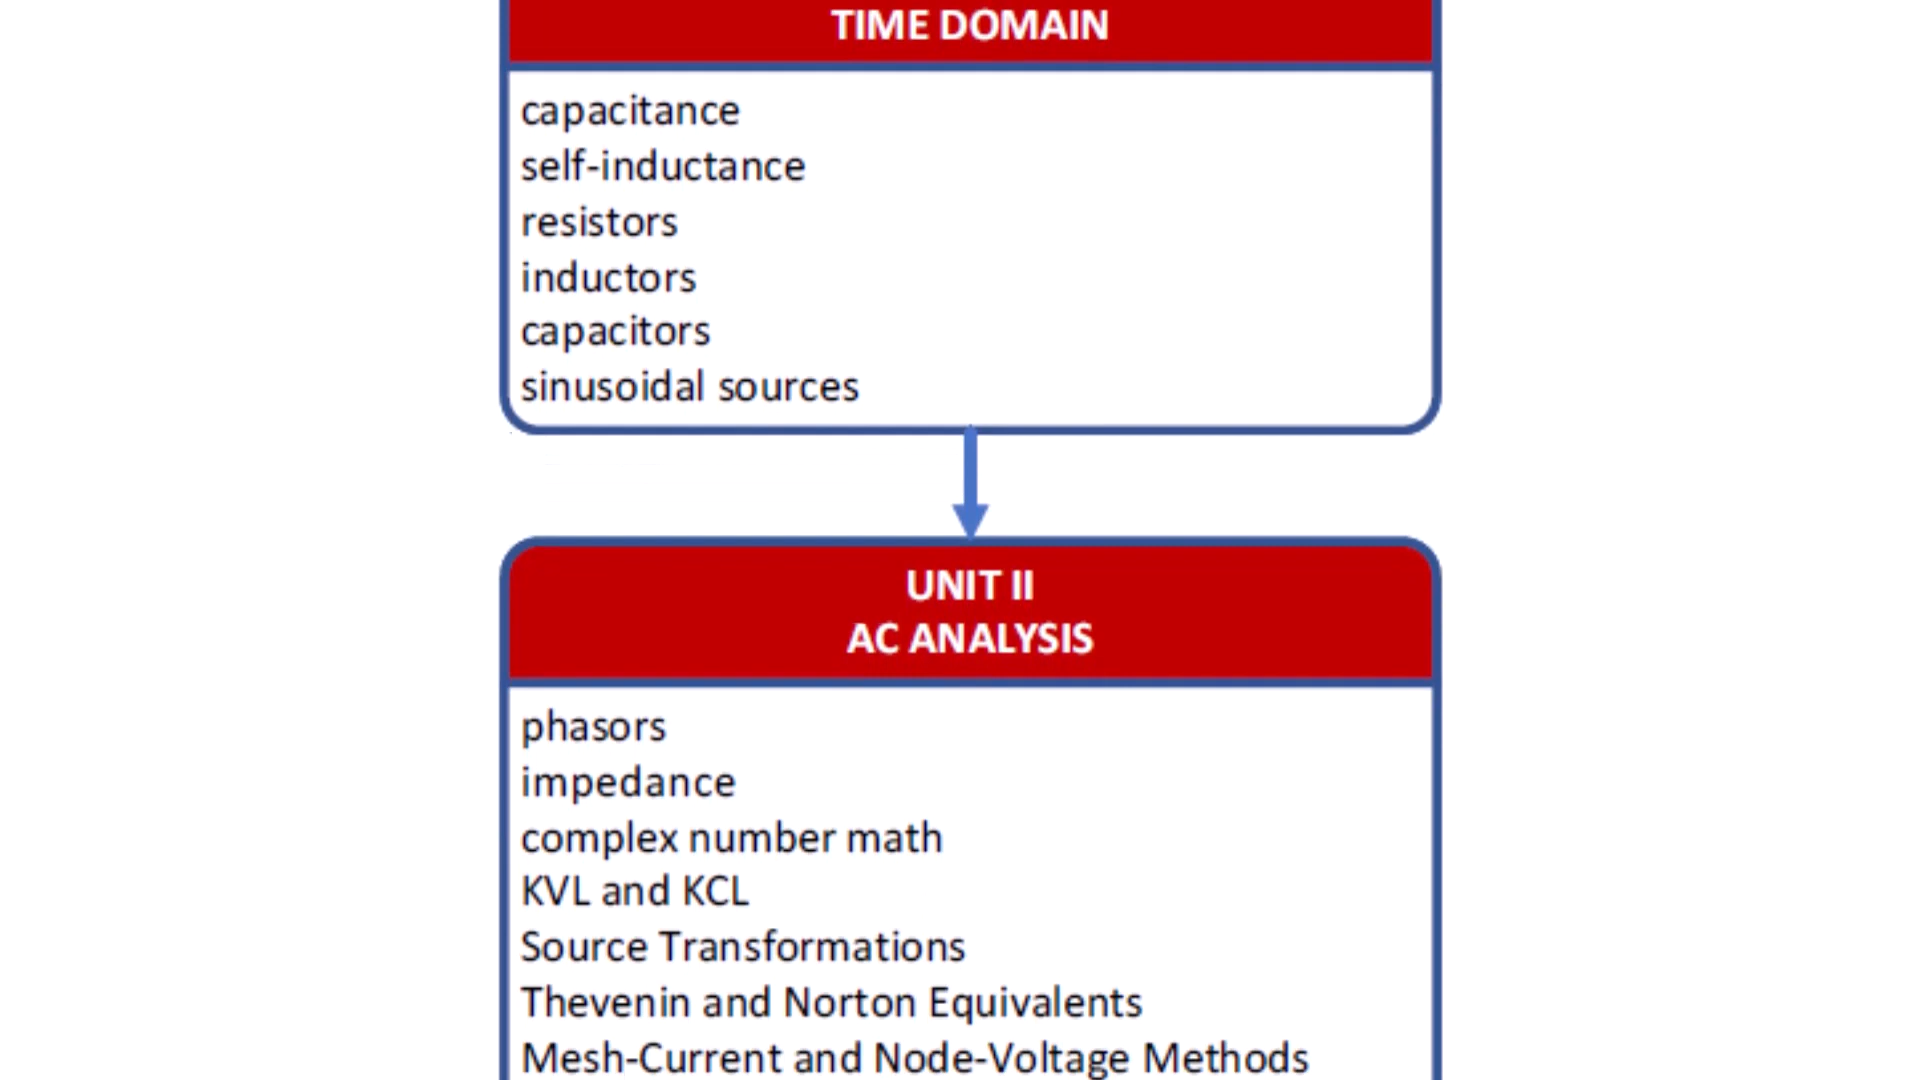 TIME DOMAIN
capacitance
self-inductance
resistors
inductors
capacitors
sinusoidal sources
UNIT II
AC ANALYSIS
phasors
impedance
complex number math
KVL and KCL
Source Transformations
Thevenin and Norton Equivalents
Mesh-Current and Node-Voltage Methods